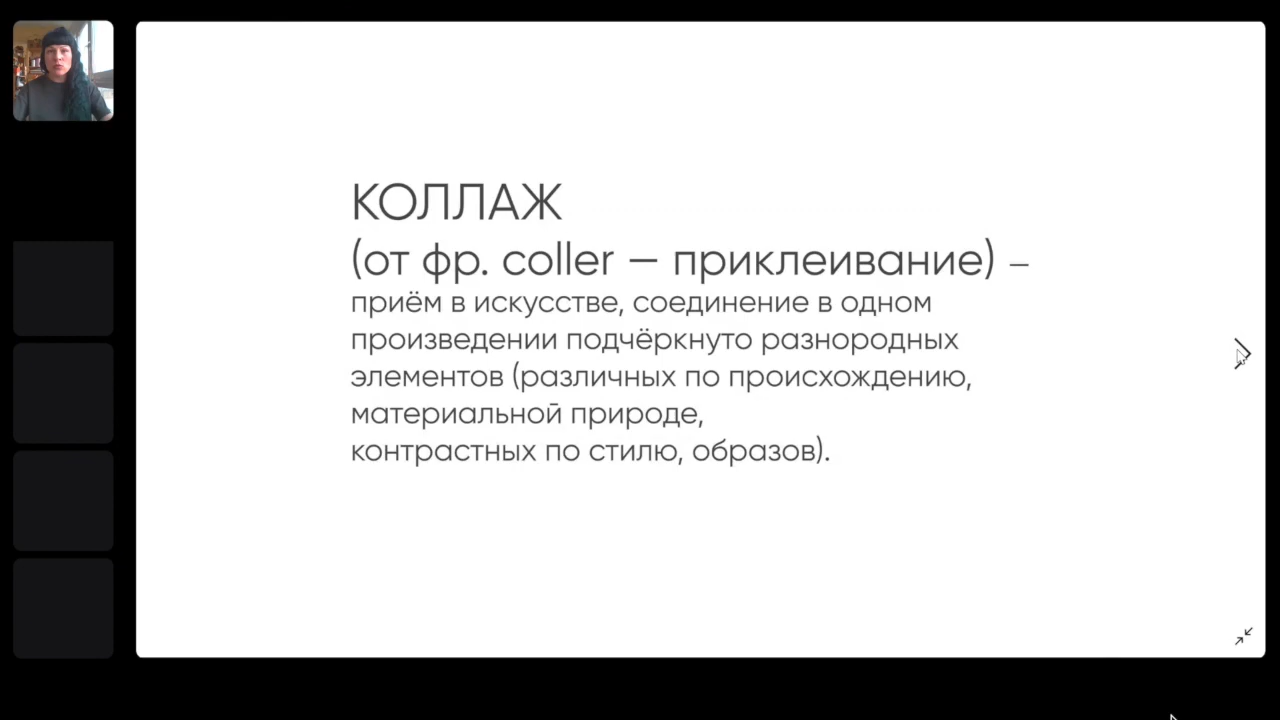 КОЛЛАЖ
(от фр. coller — приклеивание) –
приём в искусстве, соединение в одном
произведении подчёркнуто разнородных
элементов (различных по происхождению,
материальной природе,
контрастных по стилю, образов).